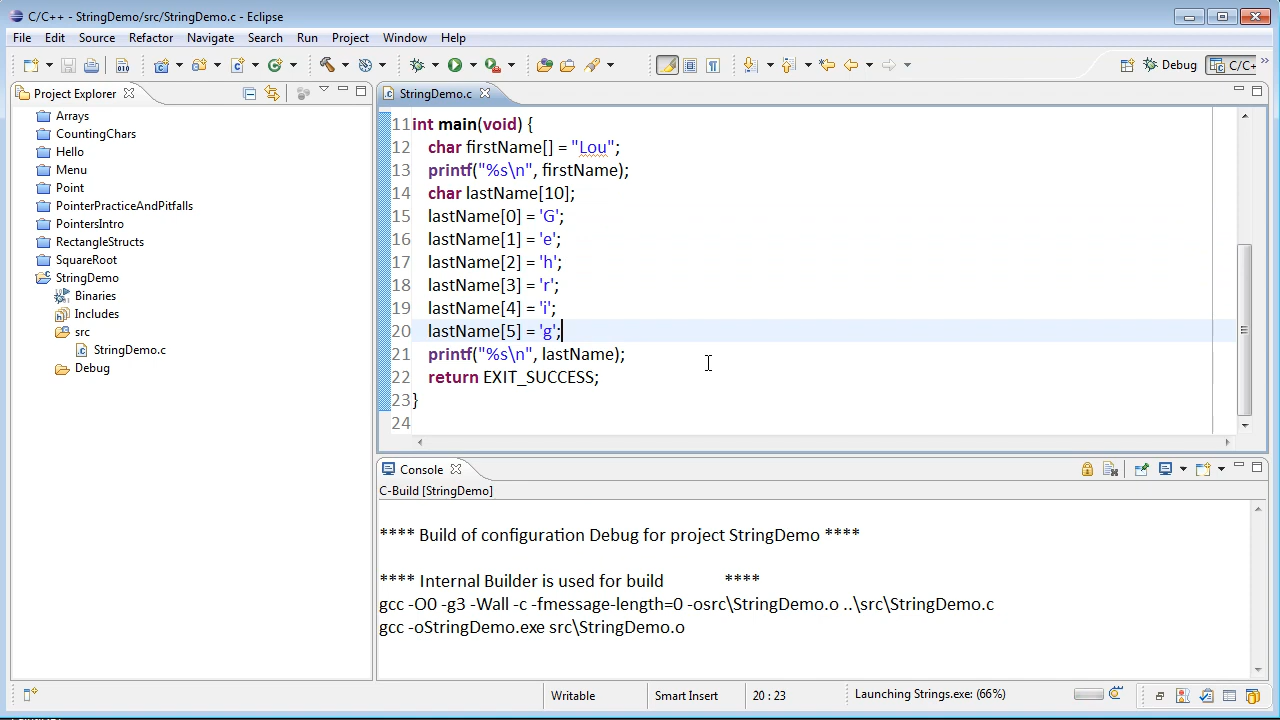 C/C++ - StringDemo/src/StringDemo.c - Eclipse
File Edit Source Refactor Navigate Search Run Project Window Help
010
Debug C/C+
Project Explorer
StringDemo.c
Arrays
CountingChars
Hello
Menu
Point
PointerPracticeAndPitfalls
PointersIntro
RectangleStructs
SquareRoot
StringDemo
Binaries
Includes
src
StringDemo.c
Debug
11 int main(void) {
12 char firstName[] = "Lou";
13 printf("%s\n", firstName);
14 char lastName[10];
15 lastName[0] = 'G';
16 lastName[1] = 'e';
17 lastName[2] = 'h';
18 lastName[3] = 'r';
19 lastName[4] = 'i';
20 lastName[5] = 'g';
21 printf("%s\n", lastName);
22 return EXIT_SUCCESS;
23 }
24
Console
C-Build [StringDemo]
**** Build of configuration Debug for project StringDemo ****
**** Internal Builder is used for build ****
gcc -O0 -g3 -Wall -c -fmessage-length=0 -osrc\StringDemo.o ..\src\StringDemo.c
gcc -oStringDemo.exe src\StringDemo.o
Writable Smart Insert 20 : 23 Launching Strings.exe: (66%)